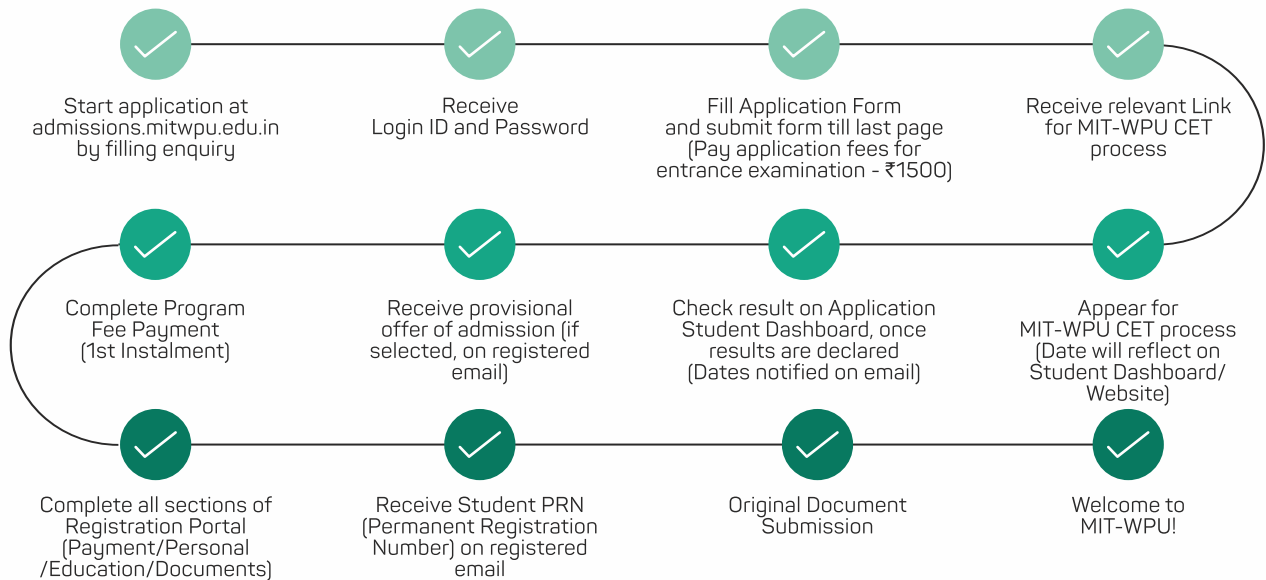 Start application at
admissions.mitwpu.edu.in
by filling enquiry
Receive
Login ID and Password
Fill Application Form
and submit form till last page
(Pay application fees for
entrance examination - ₹1500)
Receive relevant Link
for MIT-WPU CET
process
Appear for
MIT-WPU CET process
(Date will reflect on
Student Dashboard/
Website)
Check result on Application
Student Dashboard, once
results are declared
(Dates notified on email)
Receive provisional
offer of admission (if
selected, on registered
email)
Complete Program
Fee Payment
(1st Instalment)
Complete all sections of
Registration Portal
(Payment/Personal
/Education/Documents)
Receive Student PRN
(Permanent Registration
Number) on registered
email
Original Document
Submission
Welcome to
MIT-WPU!